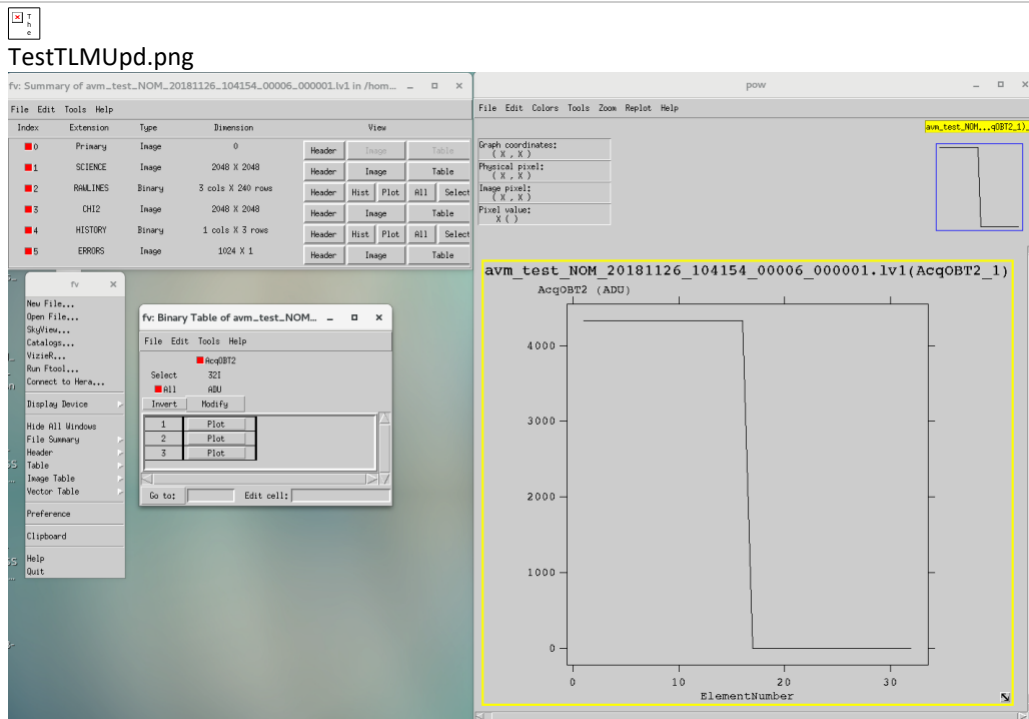 The
TestTLMUpd.png
fv: Summary of avm_test_NOM_20181126_104154_00006_000001.lv1 in /hom...
File Edit Tools Help
Index Extension Type Dimension View
0 Primary Image 0 Header Image Table
1 SCIENCE Image 2048 X 2048 Header Image Table
2 RAWLINES Binary 3 cols X 240 rows Header Hist Plot All Select
3 CHI2 Image 2048 X 2048 Header Image Table
4 HISTORY Binary 1 cols X 3 rows Header Hist Plot All Select
5 ERRORS Image 1024 X 1 Header Image Table
fv
New File...
Open File...
SkyView...
Catalogs...
VizieR...
Run Ftool...
Connect to Hera...
Display Device
Hide All Windows
File Summary
Header
Table
Image Table
Vector Table
Preference
Clipboard
Help
Quit
fv: Binary Table of avm_test_NOM...
File Edit Tools Help
AcqOBT2
Select 32I
All ADU
Invert Modify
1 Plot
2 Plot
3 Plot
Go to: Edit cell:
pow
File Edit Colors Tools Zoom Replot Help
avm_test_NOM...qOBT2_1)_
Graph coordinates:
( X , X )
Physical pixel:
( X , X )
Image pixel:
( X , X )
Pixel value:
X ( )
avm_test_NOM_20181126_104154_00006_000001.lv1(AcqOBT2_1)
AcqOBT2 (ADU)
4000
3000
2000
1000
0
0 10 20 30
ElementNumber